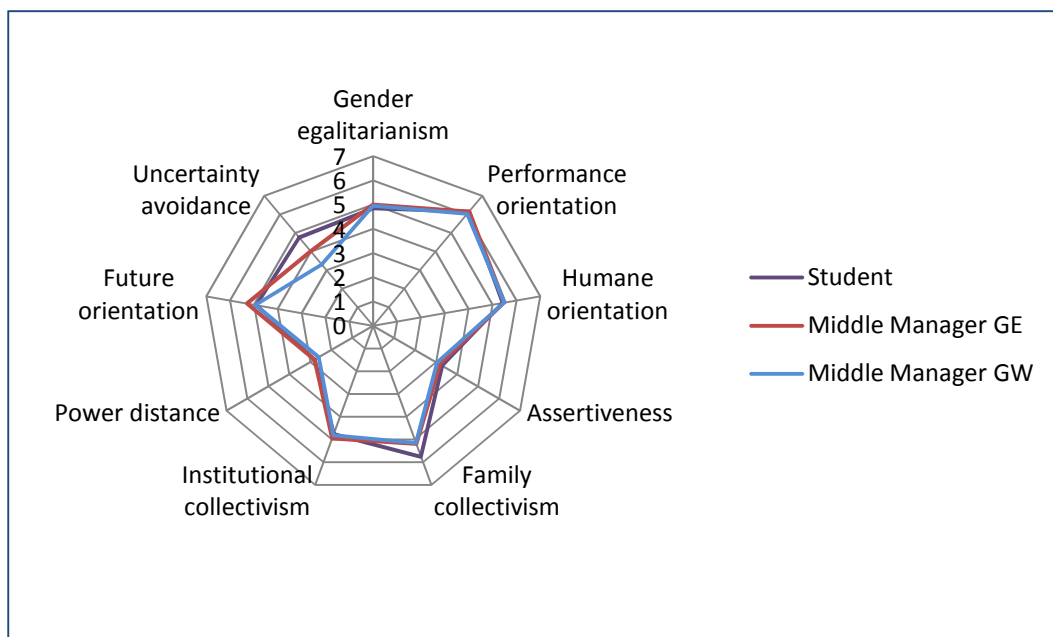 Gender
egalitarianism
Performance
orientation
Humane
orientation
Assertiveness
Family
collectivism
Institutional
collectivism
Power distance
Future
orientation
Uncertainty
avoidance
7
6
5
4
3
2
1
0
Student
Middle Manager GE
Middle Manager GW